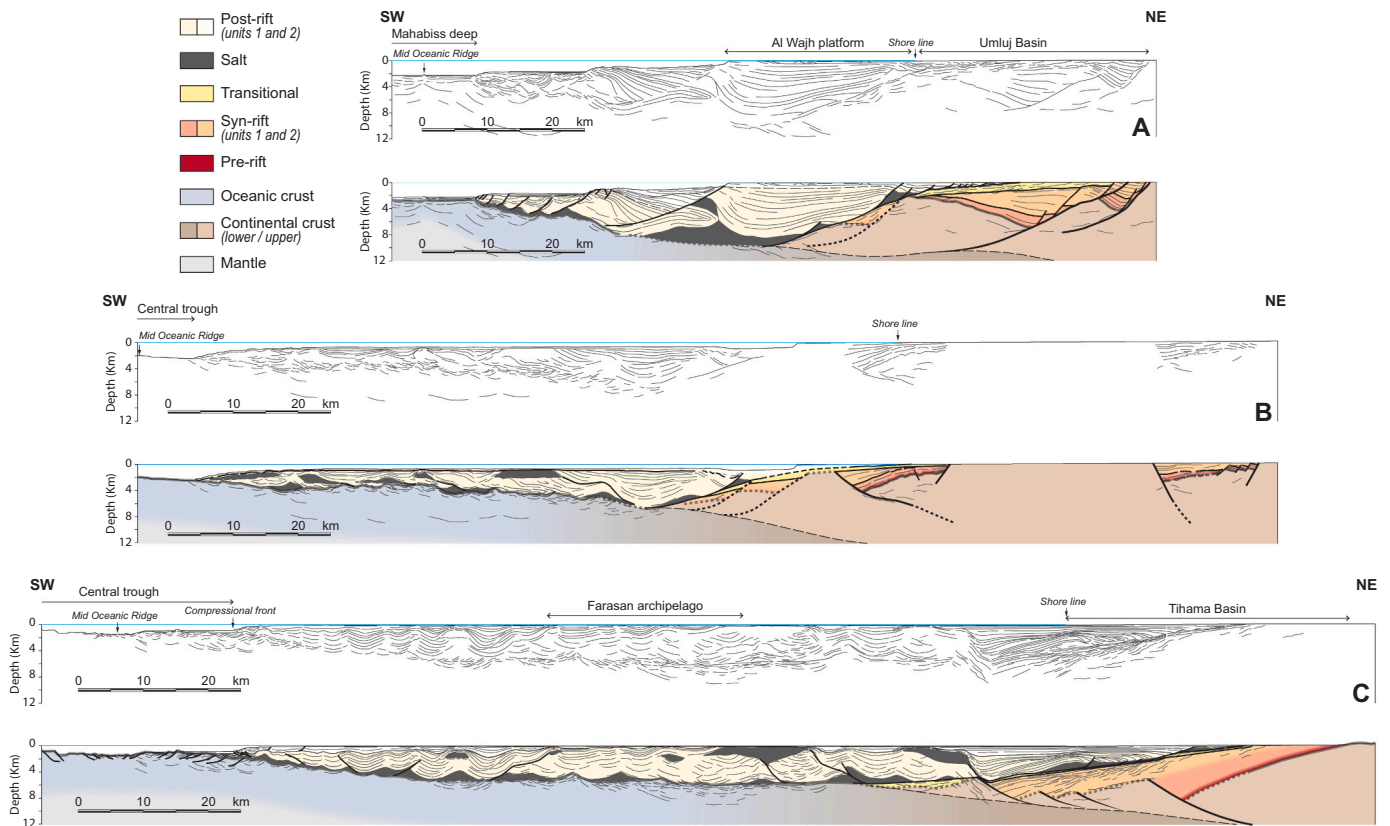 Post-rift
(units 1 and 2)
Salt
Transitional
Syn-rift
(units 1 and 2)
Pre-rift
Oceanic crust
Continental crust
(lower / upper)
Mantle
SW
NE
Mahabiss deep
Mid Oceanic Ridge
Al Wajh platform
Shore line
Umluj Basin
Depth (Km)
0
4
8
12
0 10 20 km
A
Depth (Km)
0
4
8
12
0 10 20 km
SW
NE
Central trough
Mid Oceanic Ridge
Shore line
Depth (Km)
0
4
8
12
0 10 20 km
B
Depth (Km)
0
4
8
12
0 10 20 km
SW
NE
Central trough
Mid Oceanic Ridge
Compressional front
Farasan archipelago
Shore line
Tihama Basin
Depth (Km)
0
4
8
12
0 10 20 km
C
Depth (Km)
0
4
8
12
0 10 20 km